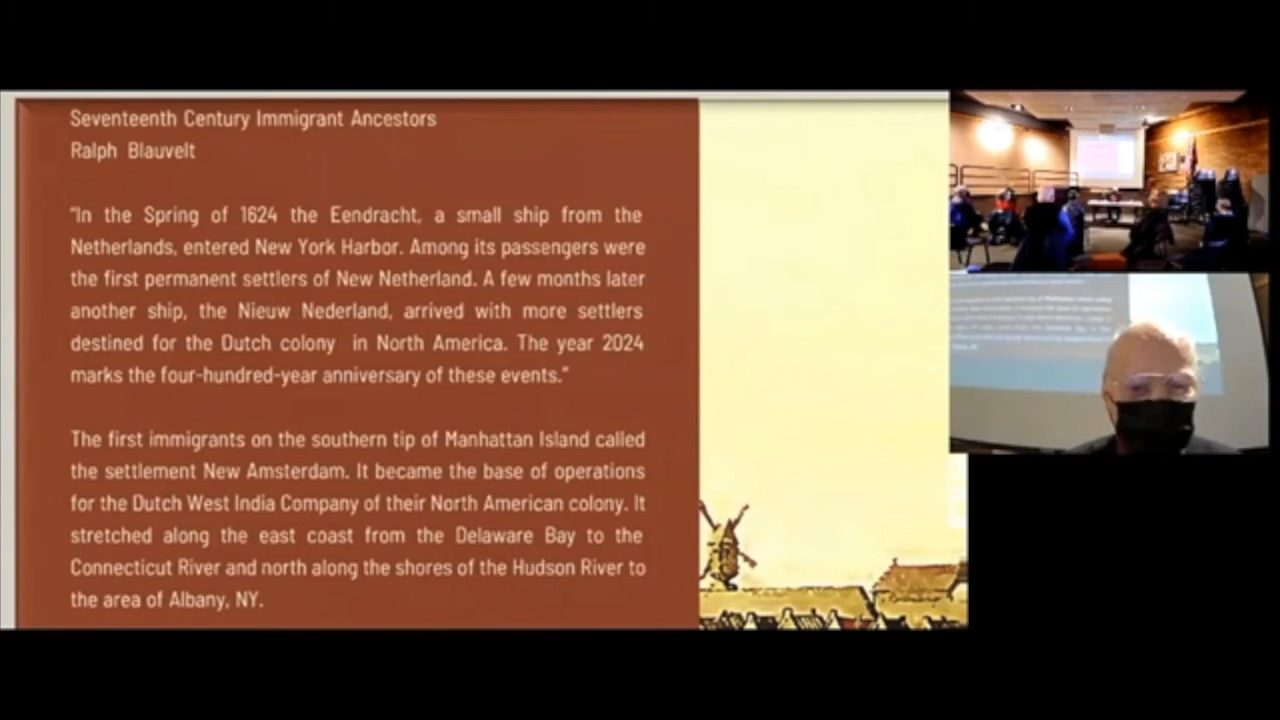 Seventeenth Century Immigrant Ancestors
Ralph Blauvelt
"In the Spring of 1624 the Eendracht, a small ship from the
Netherlands, entered New York Harbor. Among its passengers were
the first permanent settlers of New Netherland. A few months later
another ship, the Nieuw Nederland, arrived with more settlers
destined for the Dutch colony in North America. The year 2024
marks the four-hundred-year anniversary of these events."
The first immigrants on the southern tip of Manhattan Island called
the settlement New Amsterdam. It became the base of operations
for the Dutch West India Company of their North American colony. It
stretched along the east coast from the Delaware Bay to the
Connecticut River and north along the shores of the Hudson River to
the area of Albany, NY.